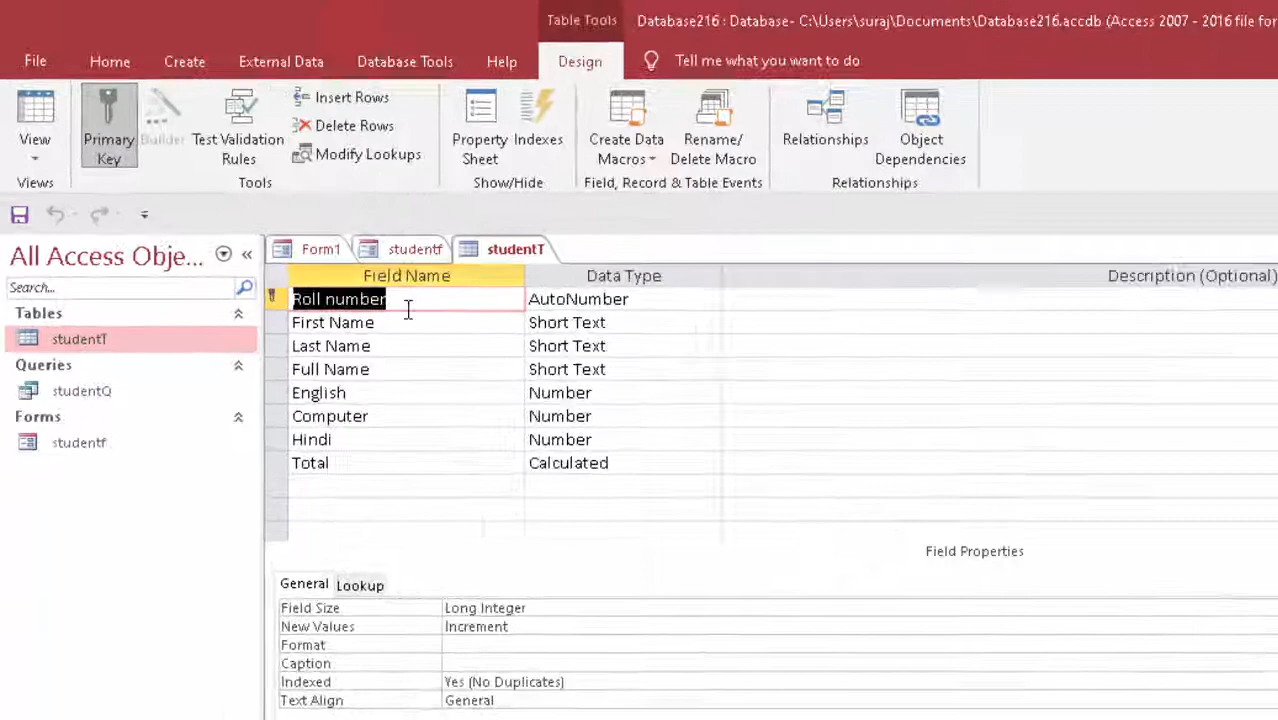 Table Tools Database216 : Database- C:\Users\suraj\Documents\Database216.accdb (Access 2007 - 2016 file for
File Home Create External Data Database Tools Help Design Tell me what you want to do
View
Primary Key
Builder
Test Validation Rules
Insert Rows
Delete Rows
Modify Lookups
Property Sheet
Indexes
Create Data Macros
Rename/ Delete Macro
Relationships
Object Dependencies
Views Tools Show/Hide Field, Record & Table Events Relationships
All Access Obje...
Search...
Tables
studentT
Queries
studentQ
Forms
studentf
Form1 studentf studentT
Field Name Data Type Description (Optional)
Roll number AutoNumber
First Name Short Text
Last Name Short Text
Full Name Short Text
English Number
Computer Number
Hindi Number
Total Calculated
Field Properties
General Lookup
Field Size Long Integer
New Values Increment
Format
Caption
Indexed Yes (No Duplicates)
Text Align General